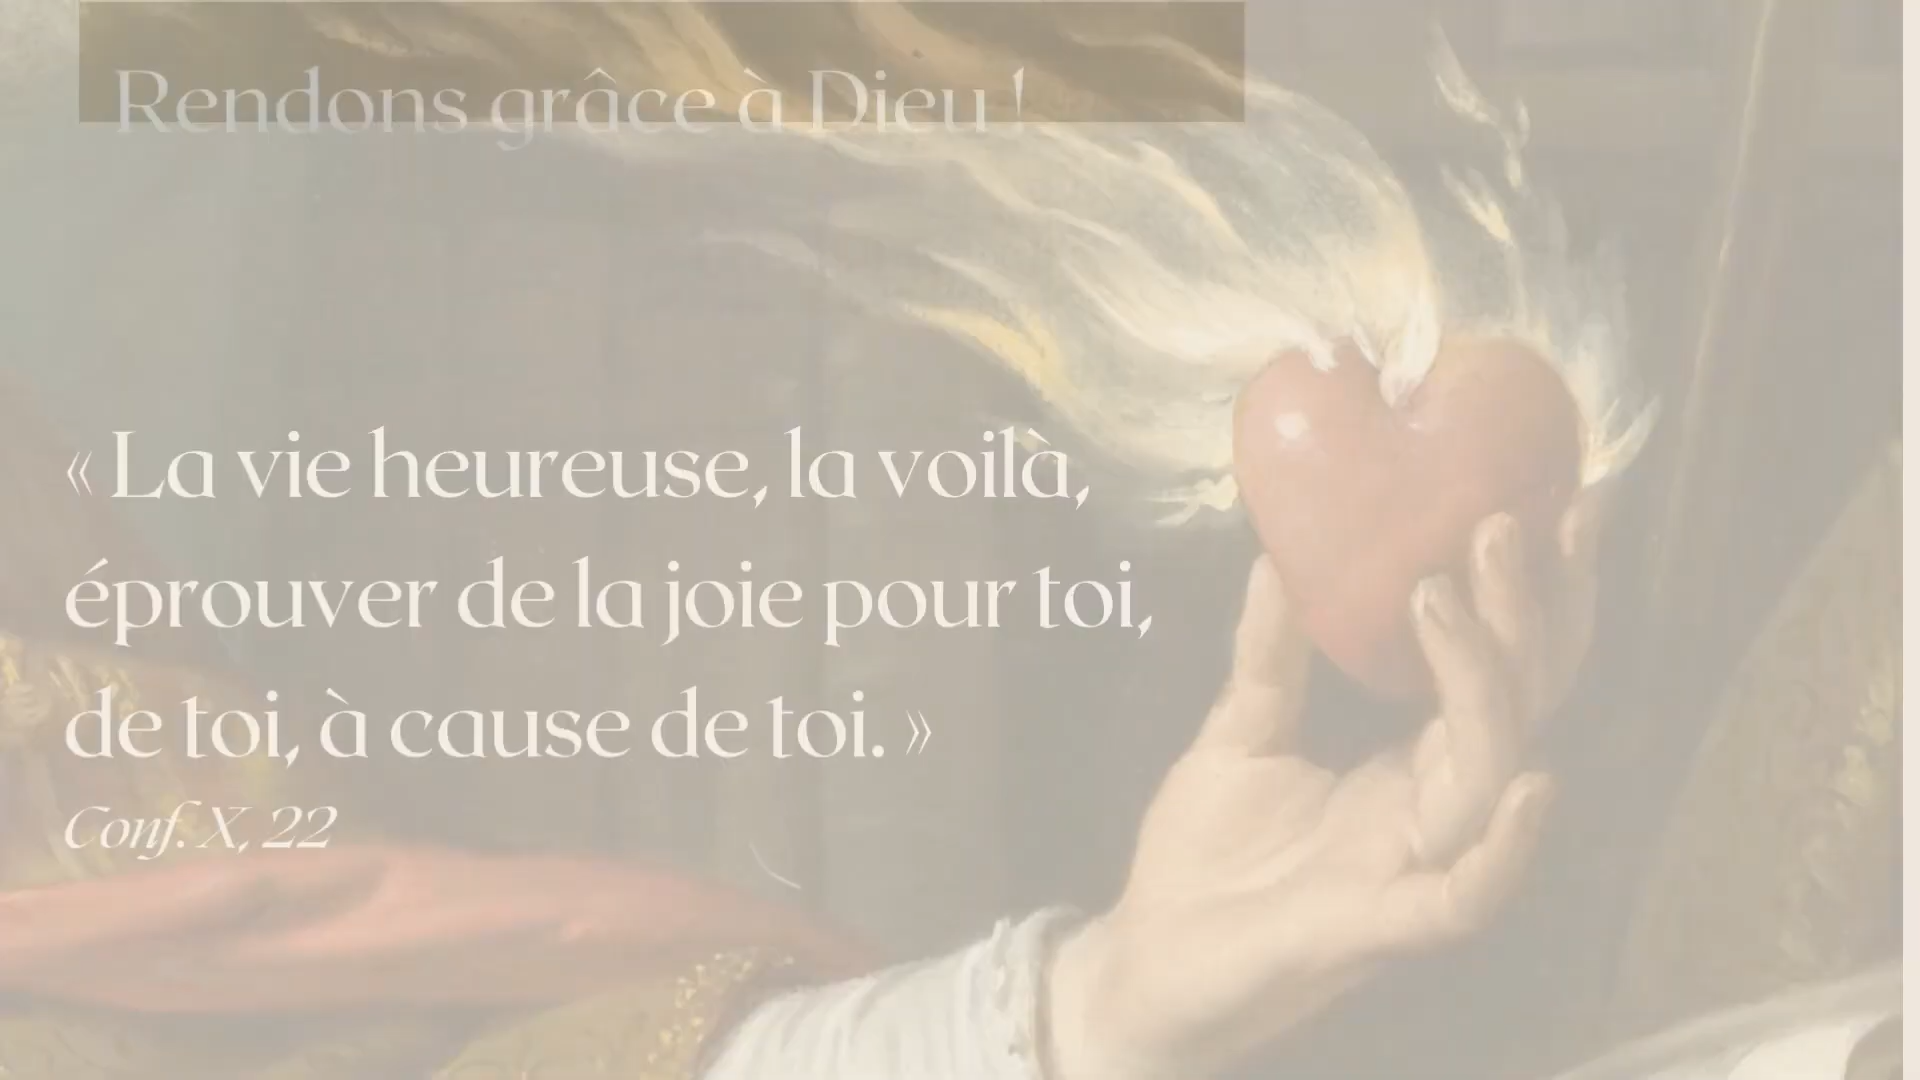 Rendons grâce à Dieu !
« La vie heureuse, la voilà,
éprouver de la joie pour toi,
de toi, à cause de toi. »
Conf. X, 22